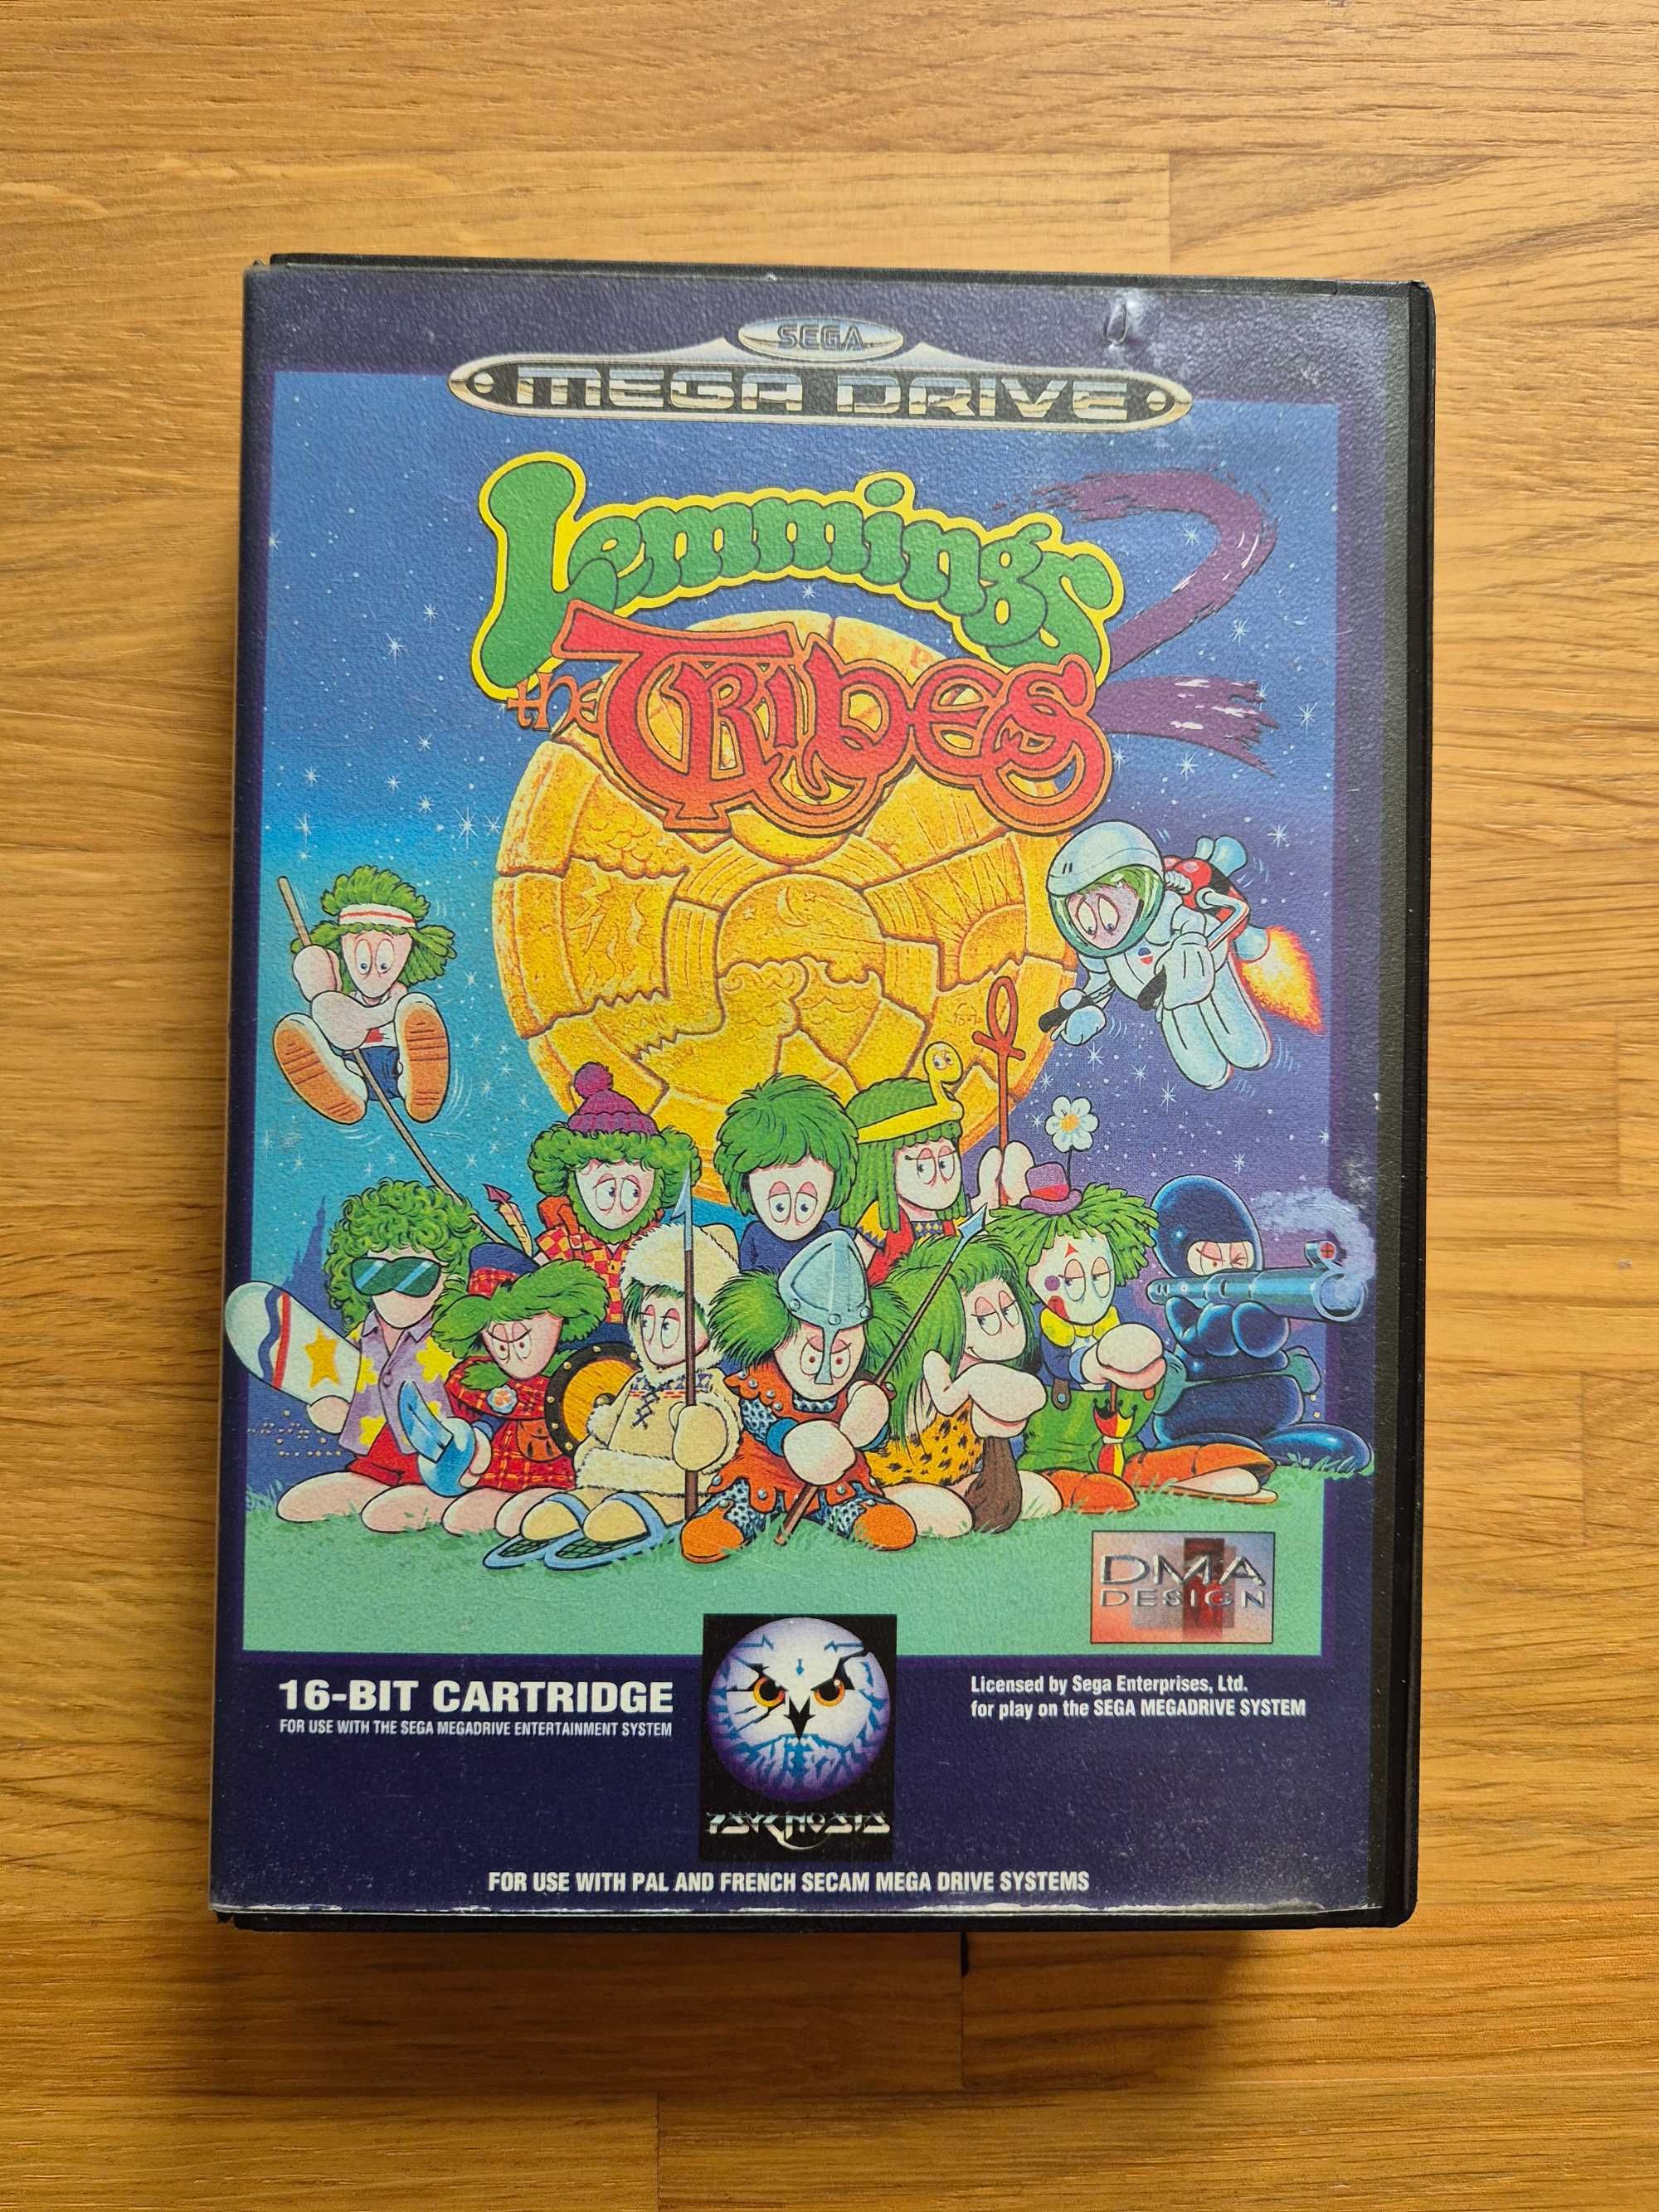 SEGA
MEGA DRIVE
Lemmings 2
the TRIBES
DMA
DESIGN
16-BIT CARTRIDGE
FOR USE WITH THE SEGA MEGADRIVE ENTERTAINMENT SYSTEM
Licensed by Sega Enterprises, Ltd.
for play on the SEGA MEGADRIVE SYSTEM
PSYGNOSIS
FOR USE WITH PAL AND FRENCH SECAM MEGA DRIVE SYSTEMS